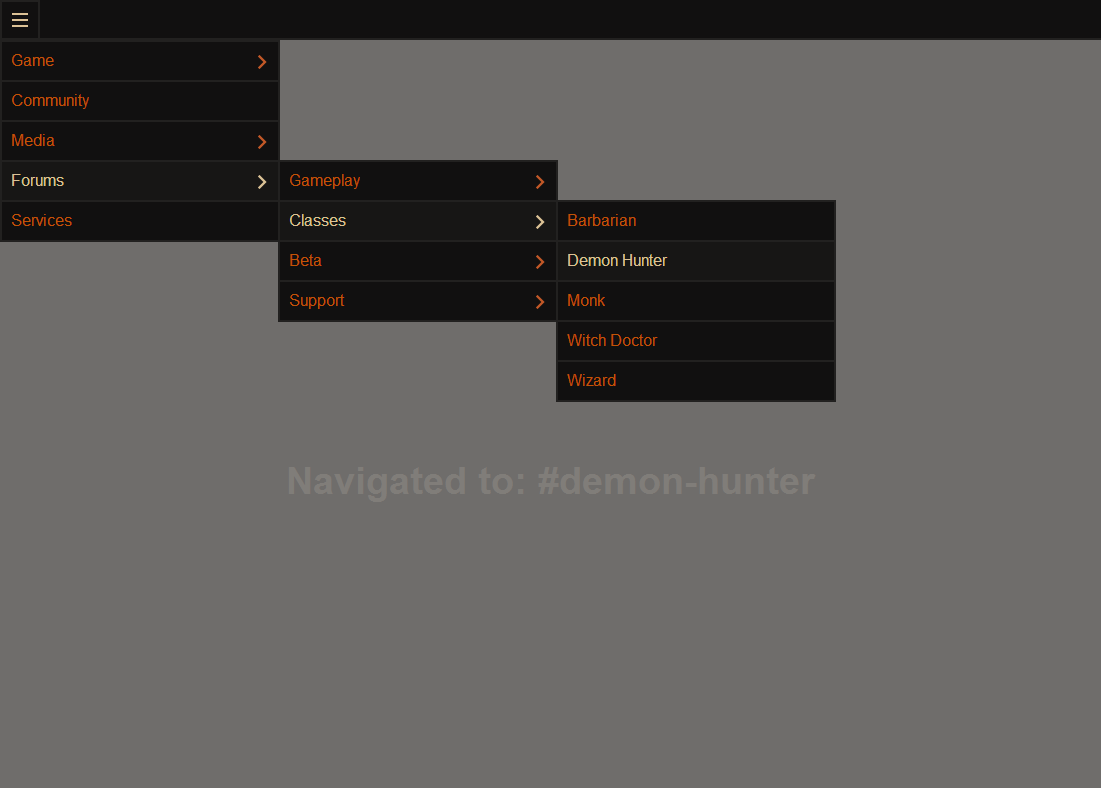 Game
Community
Media
Forums
Services
Gameplay
Classes
Beta
Support
Barbarian
Demon Hunter
Monk
Witch Doctor
Wizard
Navigated to: #demon-hunter